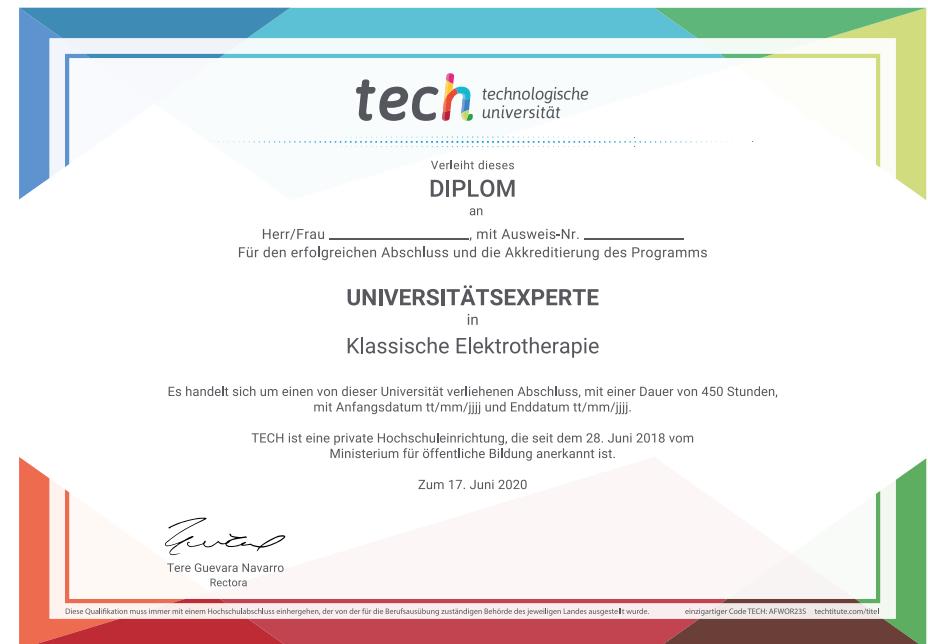 tech technologische
universität
Verleiht dieses
DIPLOM
an
Herr/Frau ____________________, mit Ausweis-Nr. ______________
Für den erfolgreichen Abschluss und die Akkreditierung des Programms
UNIVERSITÄTSEXPERTE
in
Klassische Elektrotherapie
Es handelt sich um einen von dieser Universität verliehenen Abschluss, mit einer Dauer von 450 Stunden,
mit Anfangsdatum tt/mm/jjjj und Enddatum tt/mm/jjjj.
TECH ist eine private Hochschuleinrichtung, die seit dem 28. Juni 2018 vom
Ministerium für öffentliche Bildung anerkannt ist.
Zum 17. Juni 2020
Tere Guevara Navarro
Rectora
Diese Qualifikation muss immer mit einem Hochschulabschluss einhergehen, der von der für die Berufsausübung zuständigen Behörde des jeweiligen Landes ausgestellt wurde. einzigartiger Code TECH: AFWOR23S techtitute.com/titel